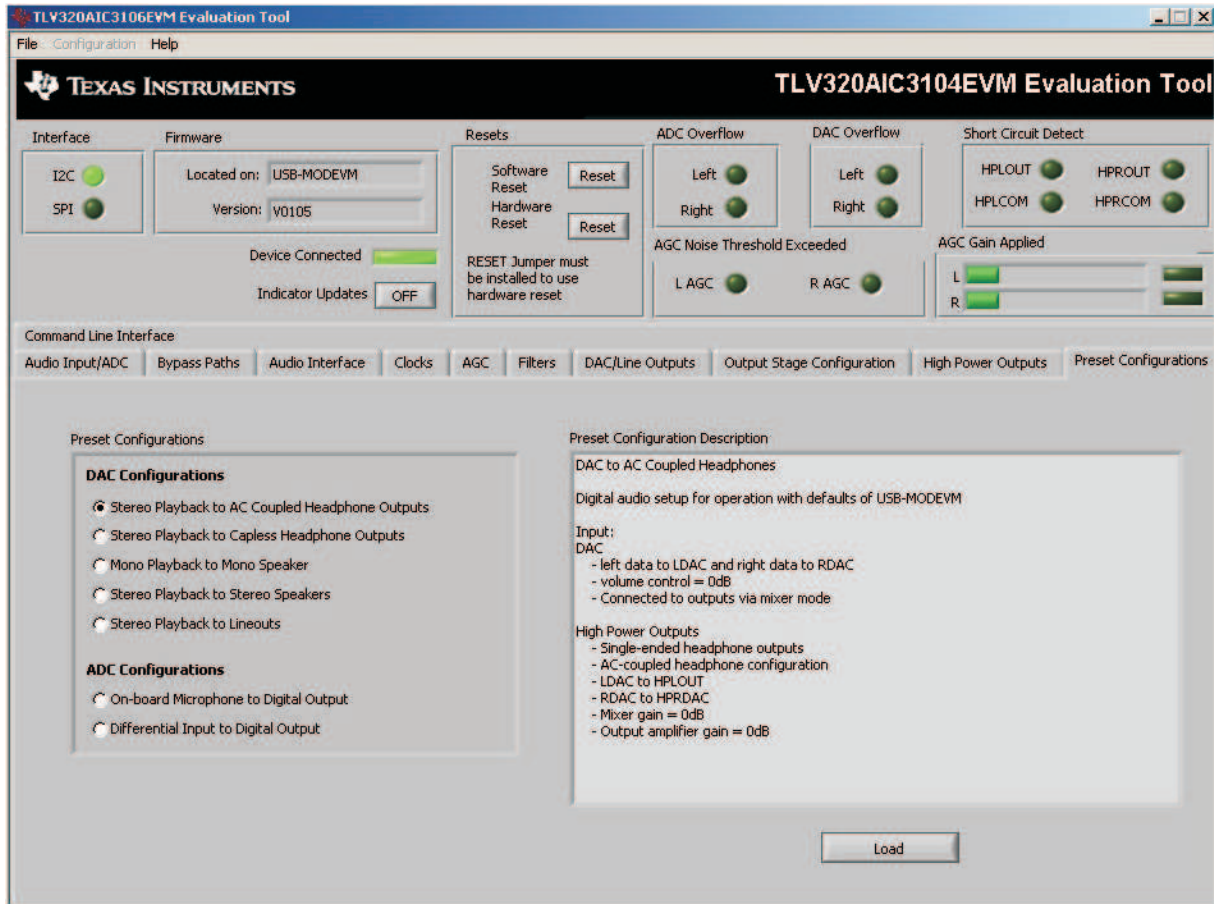 TLV320AIC3106EVM Evaluation Tool
File Configuration Help
TEXAS INSTRUMENTS
TLV320AIC3104EVM Evaluation Tool
Interface
I2C
SPI
Firmware
Located on: USB-MODEVM
Version: V0105
Device Connected
Indicator Updates OFF
Resets
Software Reset Reset
Hardware Reset Reset
RESET Jumper must
be installed to use
hardware reset
ADC Overflow
Left
Right
DAC Overflow
Left
Right
Short Circuit Detect
HPLOUT HPROUT
HPLCOM HPRCOM
AGC Noise Threshold Exceeded
L AGC R AGC
AGC Gain Applied
L
R
Command Line Interface
Audio Input/ADC Bypass Paths Audio Interface Clocks AGC Filters DAC/Line Outputs Output Stage Configuration High Power Outputs Preset Configurations
Preset Configurations
DAC Configurations
Stereo Playback to AC Coupled Headphone Outputs
Stereo Playback to Capless Headphone Outputs
Mono Playback to Mono Speaker
Stereo Playback to Stereo Speakers
Stereo Playback to Lineouts
ADC Configurations
On-board Microphone to Digital Output
Differential Input to Digital Output
Preset Configuration Description
DAC to AC Coupled Headphones
Digital audio setup for operation with defaults of USB-MODEVM
Input:
DAC
- left data to LDAC and right data to RDAC
- volume control = 0dB
- Connected to outputs via mixer mode
High Power Outputs
- Single-ended headphone outputs
- AC-coupled headphone configuration
- LDAC to HPLOUT
- RDAC to HPRDAC
- Mixer gain = 0dB
- Output amplifier gain = 0dB
Load